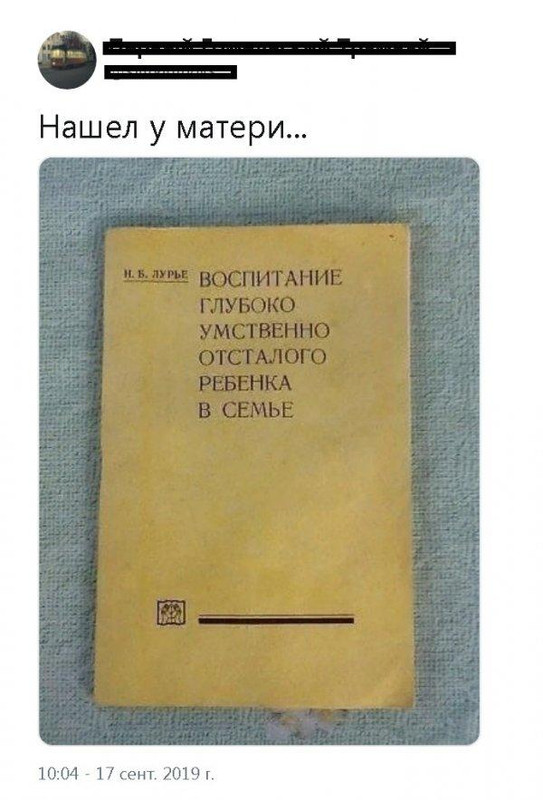 Нашел у матери...
Н. Б. ЛУРЬЕ
ВОСПИТАНИЕ
ГЛУБОКО
УМСТВЕННО
ОТСТАЛОГО
РЕБЕНКА
В СЕМЬЕ
10:04 - 17 сент. 2019 г.